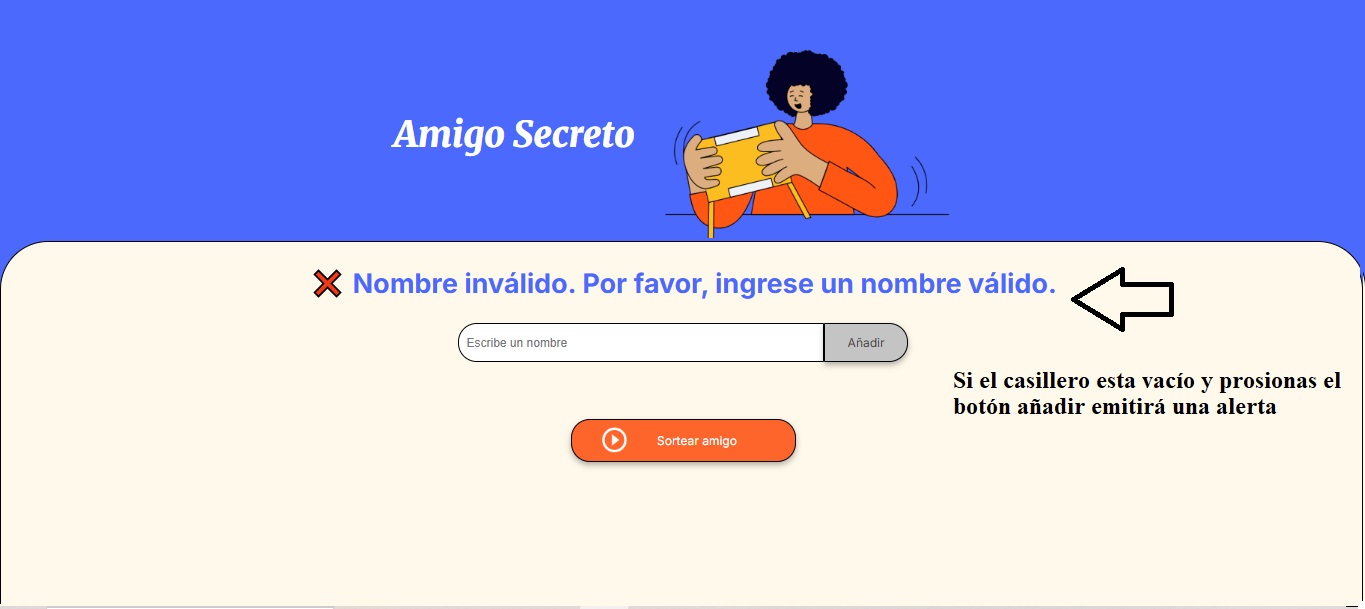 Amigo Secreto
❌ Nombre inválido. Por favor, ingrese un nombre válido.
Escribe un nombre
Añadir
Si el casillero esta vacío y prosionas el
botón añadir emitirá una alerta
Sortear amigo